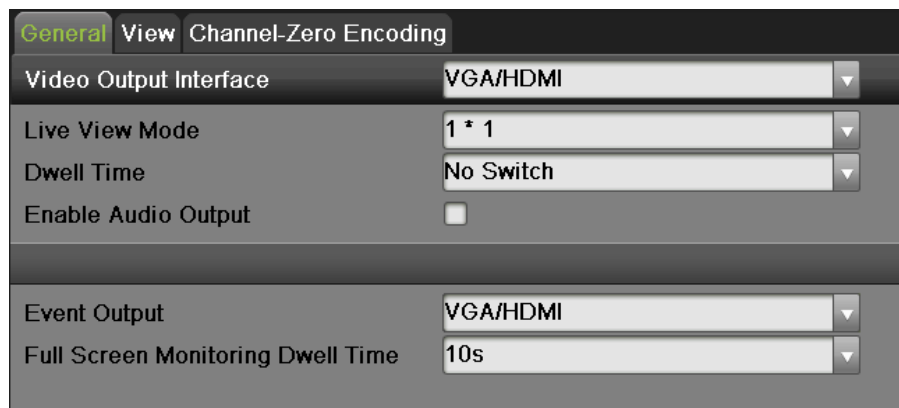 General View Channel-Zero Encoding
Video Output Interface VGA/HDMI
Live View Mode 1 * 1
Dwell Time No Switch
Enable Audio Output
Event Output VGA/HDMI
Full Screen Monitoring Dwell Time 10s